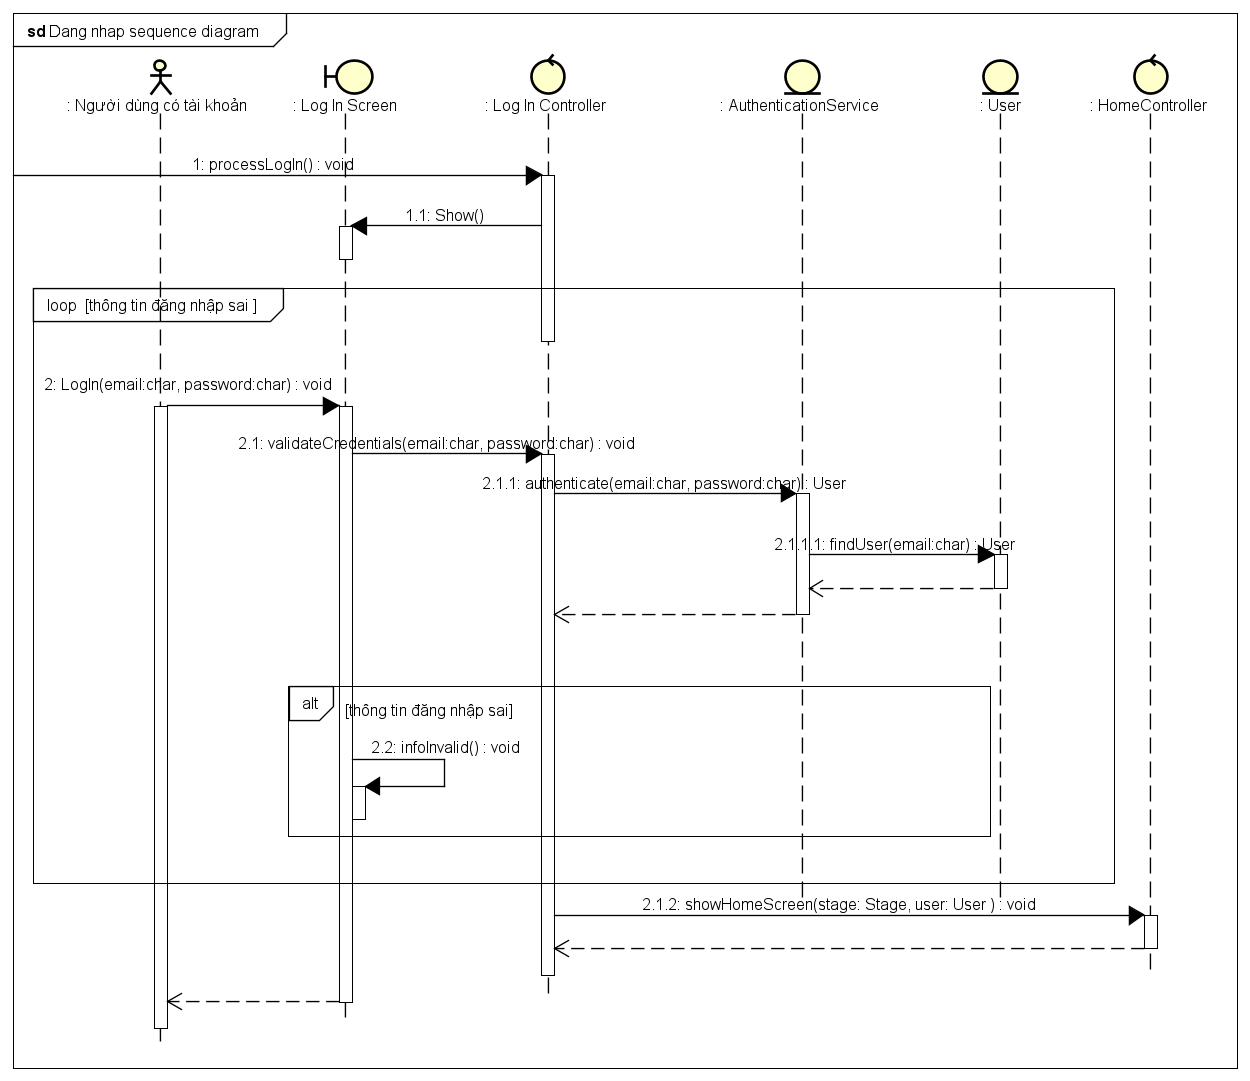 sd Dang nhap sequence diagram
: Người dùng có tài khoản
: Log In Screen
: Log In Controller
: AuthenticationService
: User
: HomeController
1: processLogIn() : void
1.1: Show()
loop [thông tin đăng nhập sai ]
2: LogIn(email:char, password:char) : void
2.1: validateCredentials(email:char, password:char) : void
2.1.1: authenticate(email:char, password:char) : User
2.1.1.1: findUser(email:char) : User
alt
[thông tin đăng nhập sai]
2.2: infoInvalid() : void
2.1.2: showHomeScreen(stage: Stage, user: User ) : void